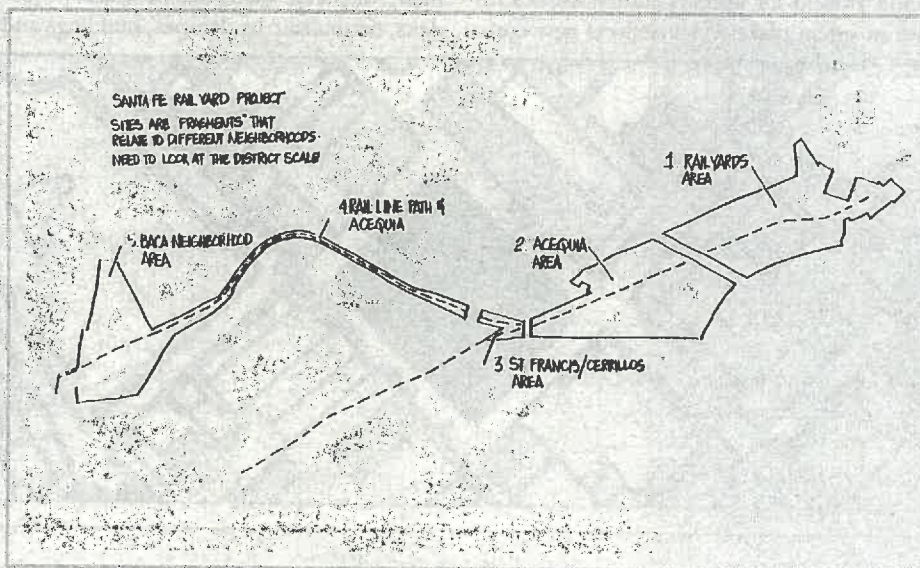 SANTA FE RAIL YARD PROJECT
SITES ARE "FRAGMENTS" THAT
RELATE TO DIFFERENT NEIGHBORHOODS.
NEED TO LOOK AT THE DISTRICT SCALE
1. RAILYARDS
AREA
4. RAIL LINE PATH &
ACEQUIA
5. BACA NEIGHBORHOOD
AREA
2. ACEQUIA
AREA
3 ST. FRANCIS/CERRILLOS
AREA